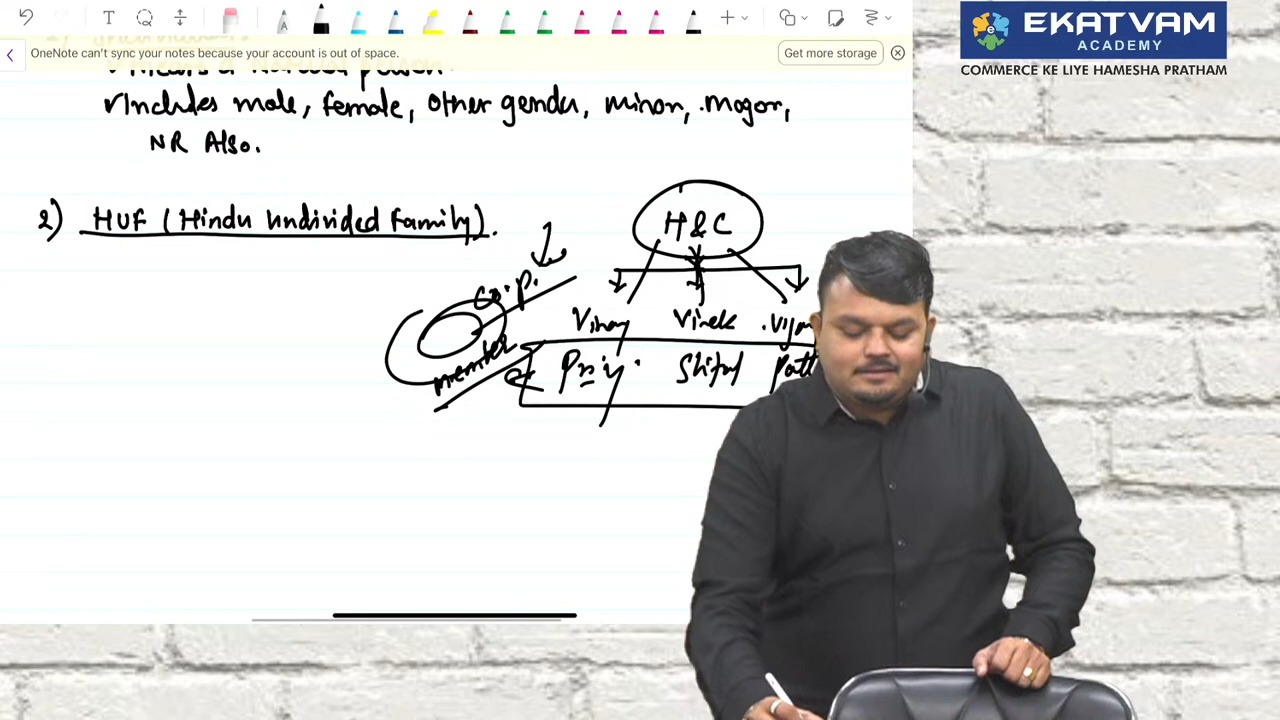 OneNote can't sync your notes because your account is out of space.
Get more storage
EKATVAM
ACADEMY
COMMERCE KE LIYE HAMESHA PRATHAM
Includes male, female, other gender, minor, major,
NR Also.
2) HUF (Hindu Undivided Family).
H&C
co.p.
Vinay Vivek
member